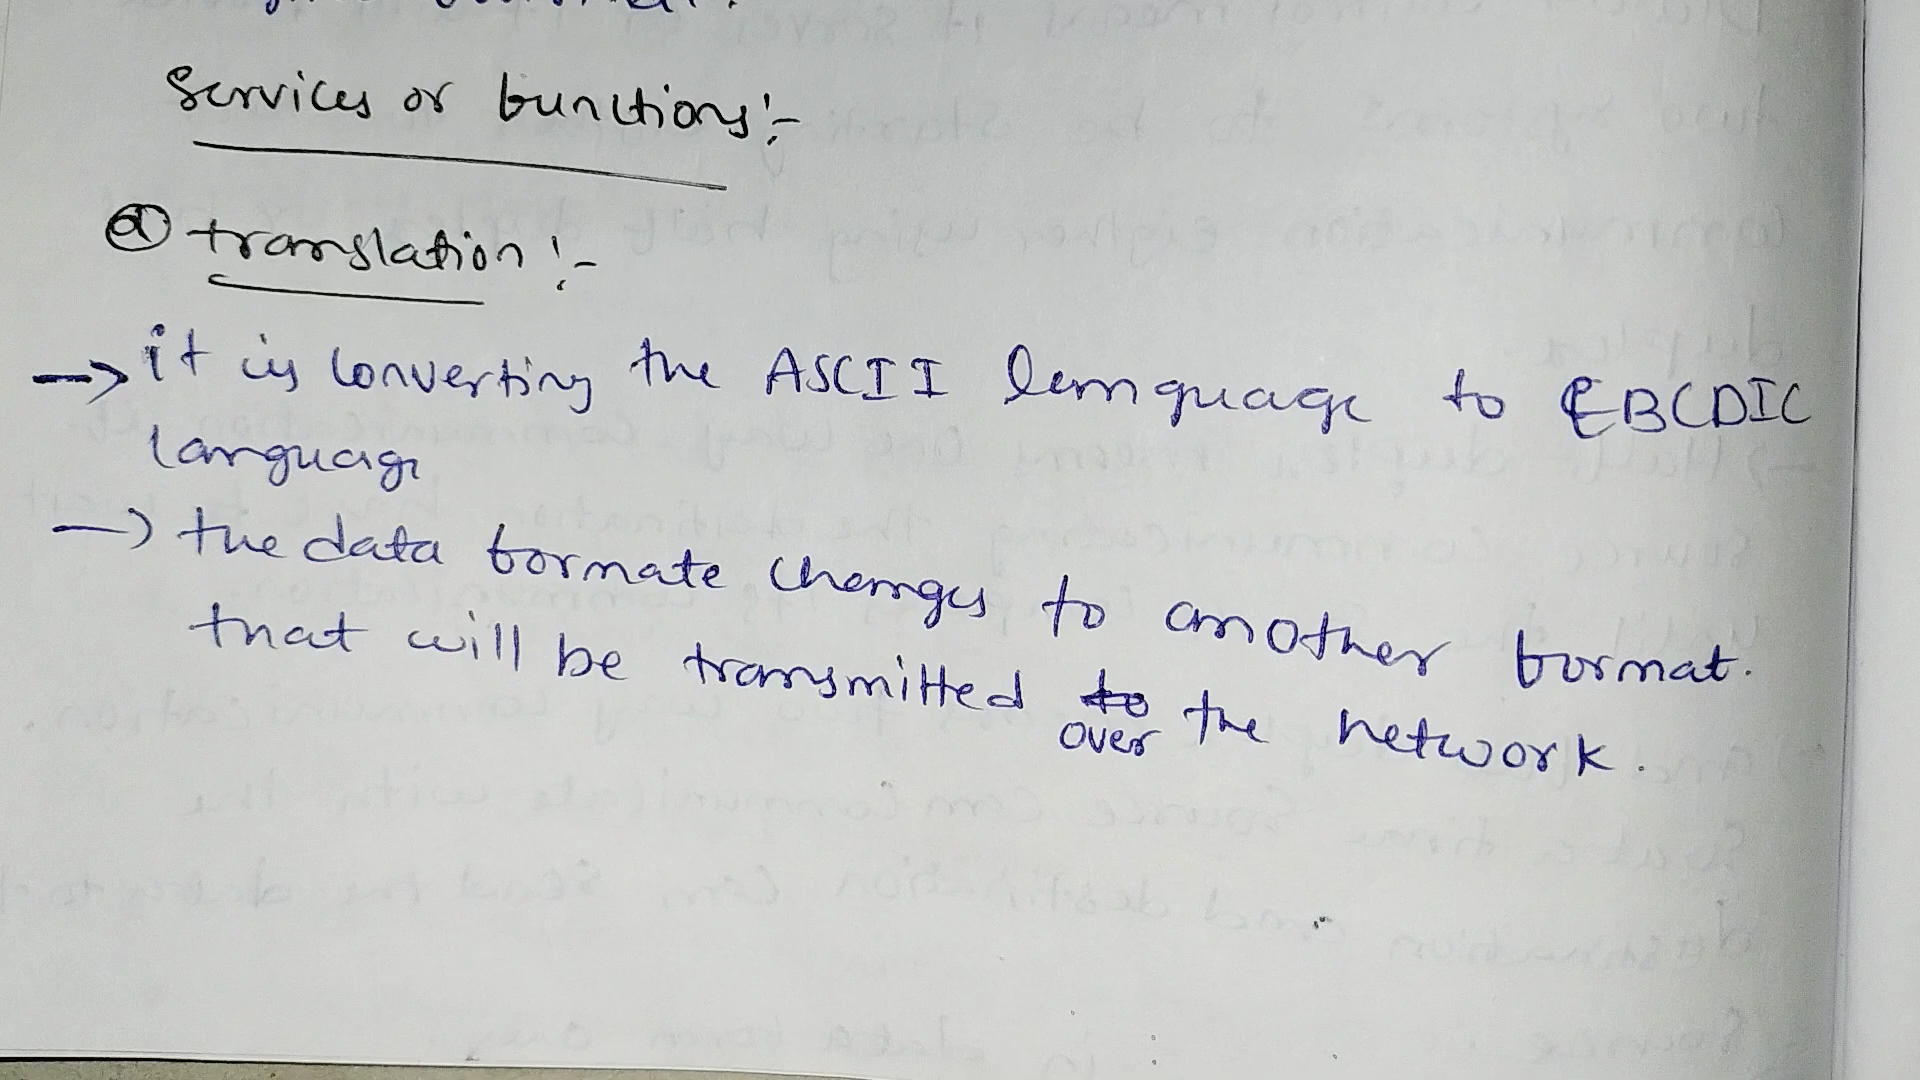 Services or functions:-
(a) translation :-
→ it is converting the ASCII language to EBCDIC
language
→ the data formate changes to another format.
that will be transmitted to the network.
over